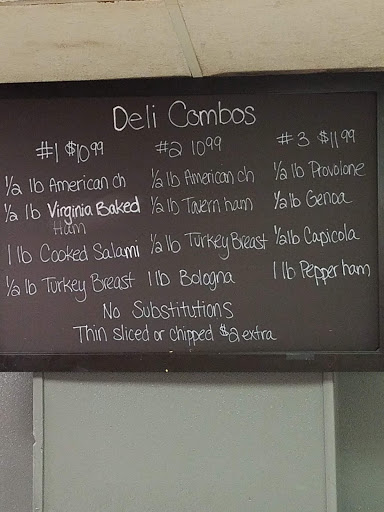 Deli Combos
#1 $10.99
½ lb American ch
½ lb Virginia Baked
Ham
1 lb Cooked Salami
½ lb Turkey Breast
#2 10.99
½ lb American ch
½ lb Tavern ham
½ lb Turkey Breast
1 lb Bologna
#3 $11.99
½ lb Provolone
½ lb Genoa
½ lb Capicola
1 lb Pepper ham
No Substitutions
Thin sliced or chipped $2 extra